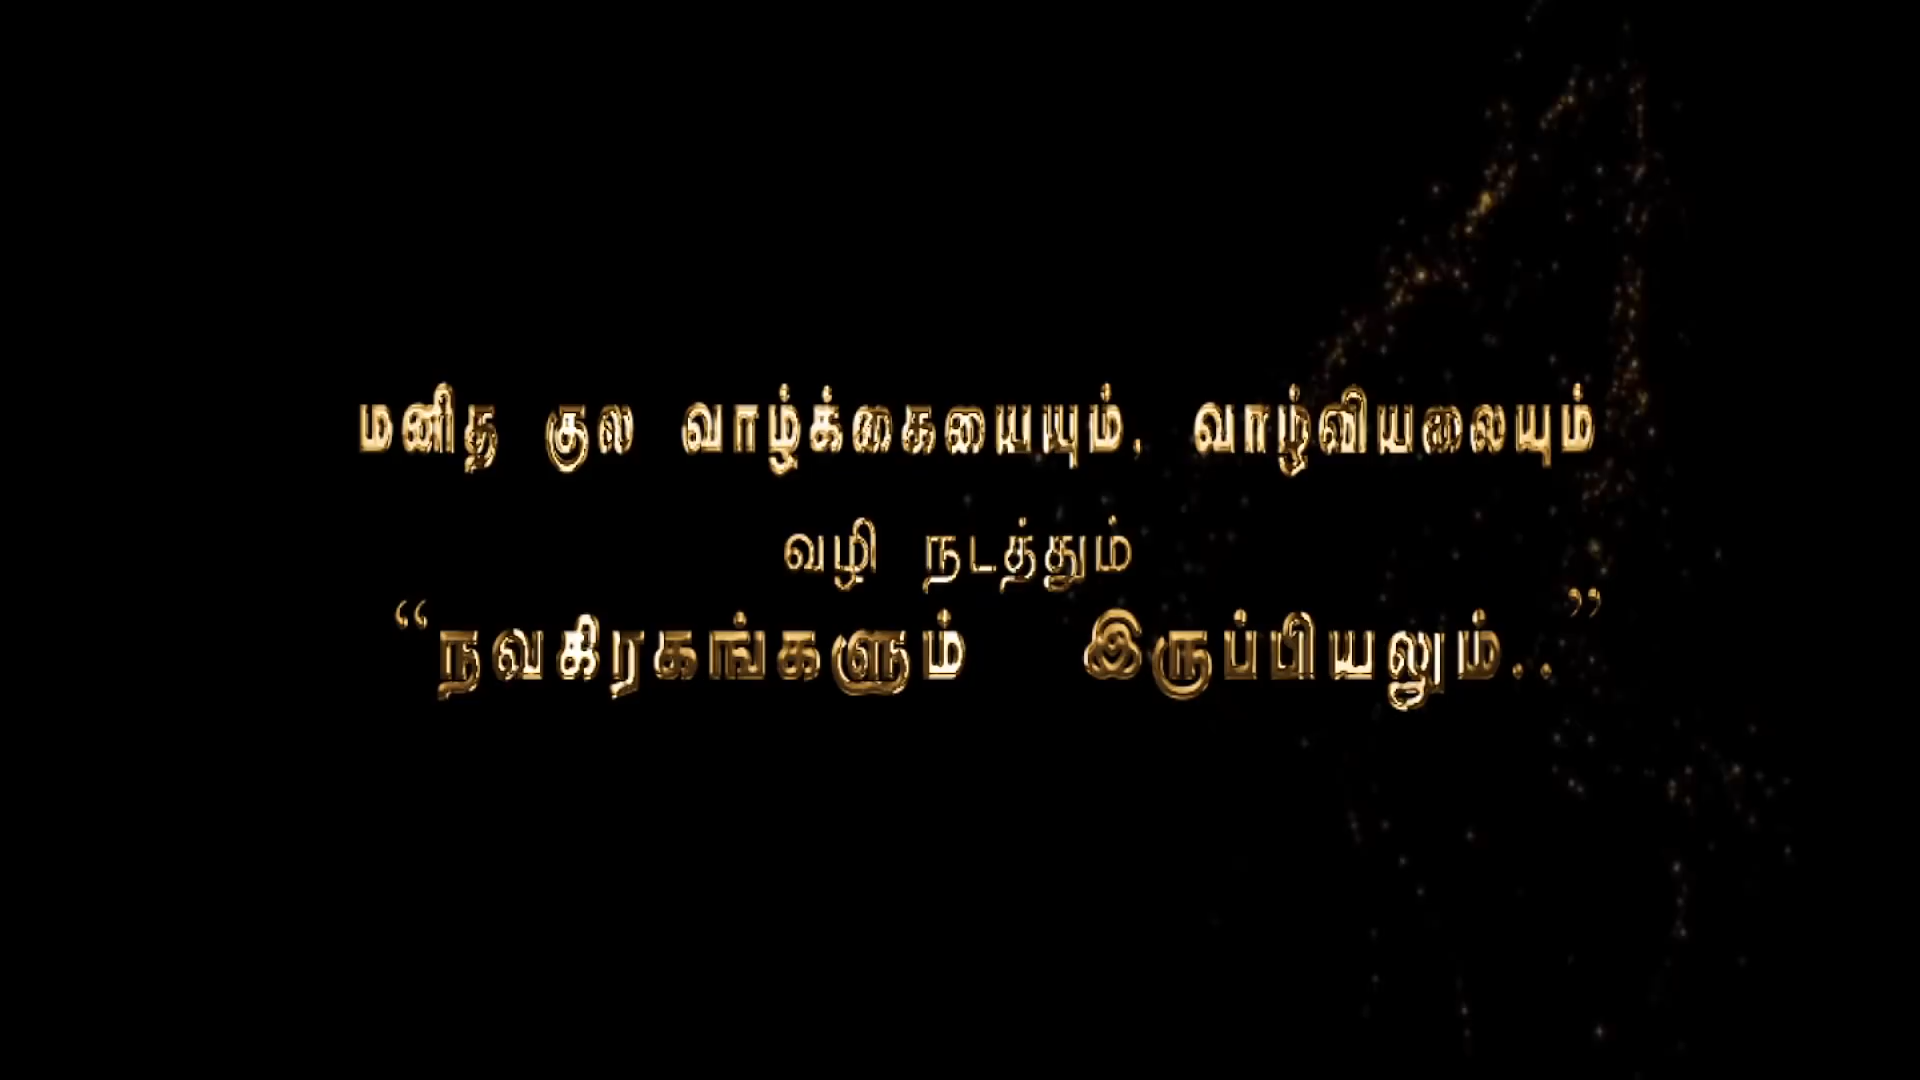 மனித குல வாழ்க்கையையும், வாழ்வியலையும்
வழி நடத்தும்
“நவகிரகங்களும் இருப்பியலும்..”